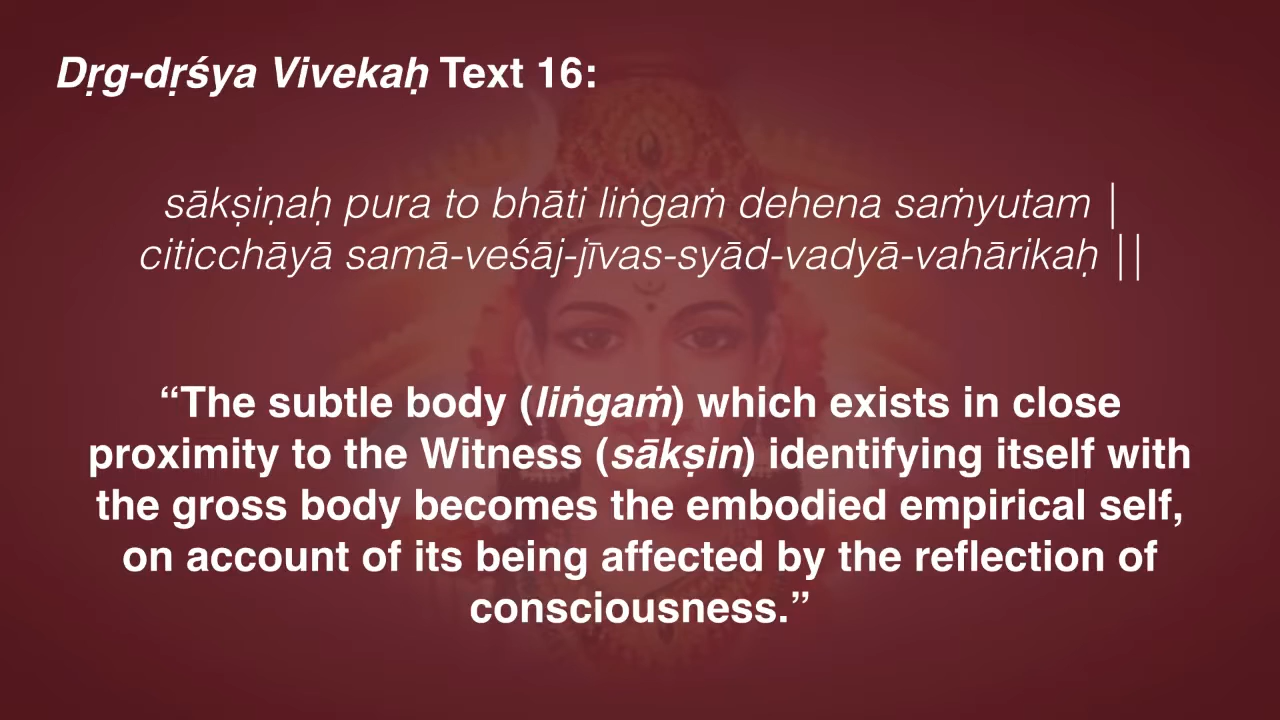 Dṛg-dṛśya Vivekaḥ Text 16:
sākṣiṇaḥ pura to bhāti liṅgaṁ dehena saṁyutam |
citicchāyā samā-veśāj-jīvas-syād-vadyā-vahārikaḥ ||
“The subtle body (liṅgaṁ) which exists in close
proximity to the Witness (sākṣin) identifying itself with
the gross body becomes the embodied empirical self,
on account of its being affected by the reflection of
consciousness.”